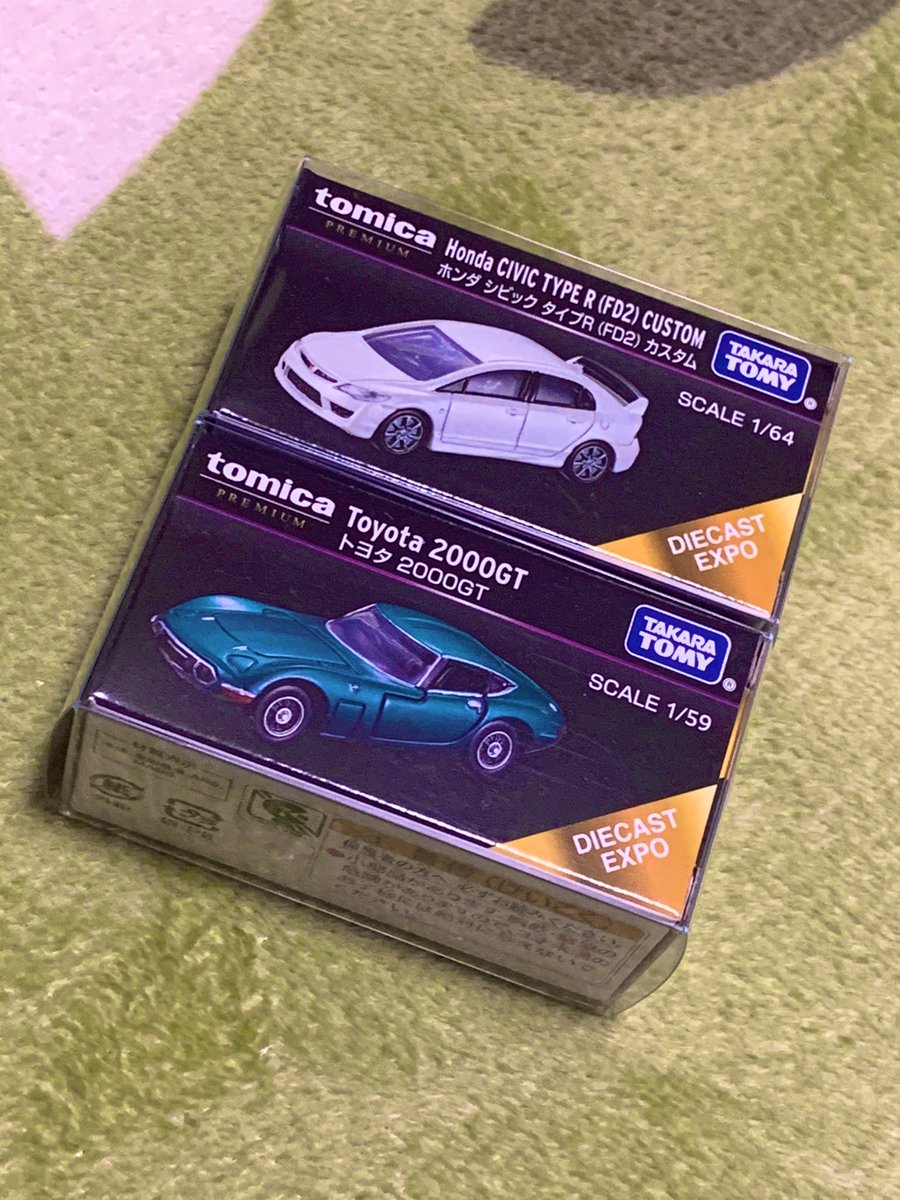 tomica
PREMIUM
Honda CIVIC TYPE R (FD2) CUSTOM
ホンダ シビック タイプR (FD2) カスタム
TAKARA
TOMY
®
SCALE 1/64
DIECAST
EXPO
tomica
PREMIUM
Toyota 2000GT
トヨタ 2000GT
TAKARA
TOMY
®
SCALE 1/59
DIECAST
EXPO